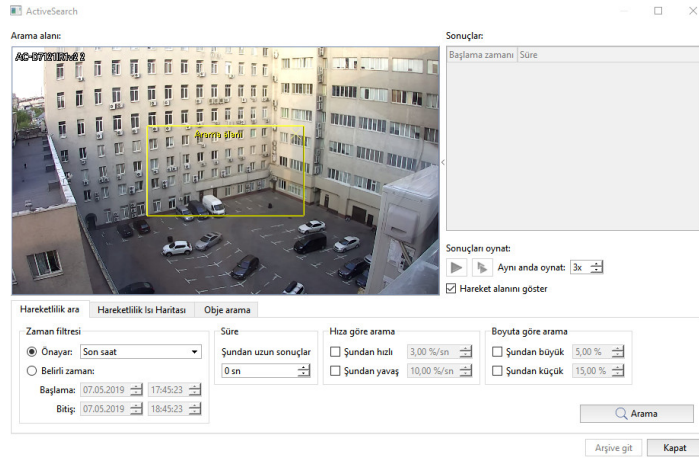 ActiveSearch
Arama alanı:
Sonuçlar:
AC-D7121IR1v2 2
Başlama zamanı Süre
Arama alanı
Sonuçları oynat:
Aynı anda oynat: 3x
Hareket alanını göster
Hareketlilik ara Hareketlilik Isı Haritası Obje arama
Zaman filtresi Süre Hıza göre arama Boyuta göre arama
Önayar: Son saat Şundan uzun sonuçlar Şundan hızlı 3,00 %/sn Şundan büyük 5,00 %
Belirli zaman: 0 sn Şundan yavaş 10,00 %/sn Şundan küçük 15,00 %
Başlama: 07.05.2019 17:45:23
Bitiş: 07.05.2019 18:45:23
Arama
Arşive git Kapat